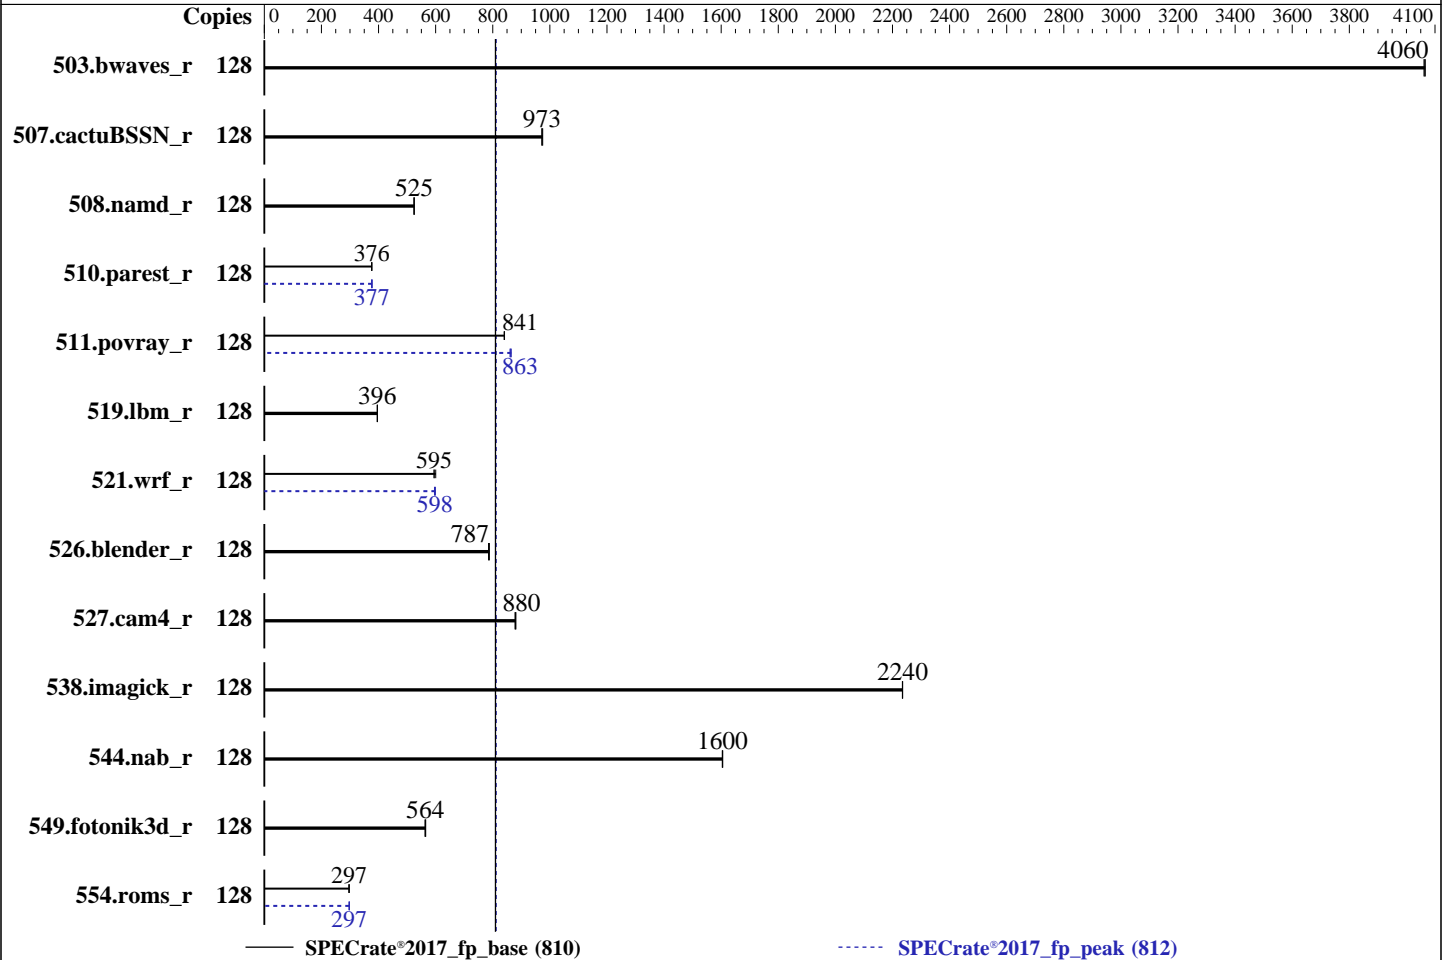 Copies 0 200 400 600 800 1000 1200 1400 1600 1800 2000 2200 2400 2600 2800 3000 3200 3400 3600 3800 4100
503.bwaves_r 128 4060
507.cactuBSSN_r 128 973
508.namd_r 128 525
510.parest_r 128 376
377
511.povray_r 128 841
863
519.lbm_r 128 396
521.wrf_r 128 595
598
526.blender_r 128 787
527.cam4_r 128 880
538.imagick_r 128 2240
544.nab_r 128 1600
549.fotonik3d_r 128 564
554.roms_r 128 297
297
SPECrate®2017_fp_base (810) SPECrate®2017_fp_peak (812)